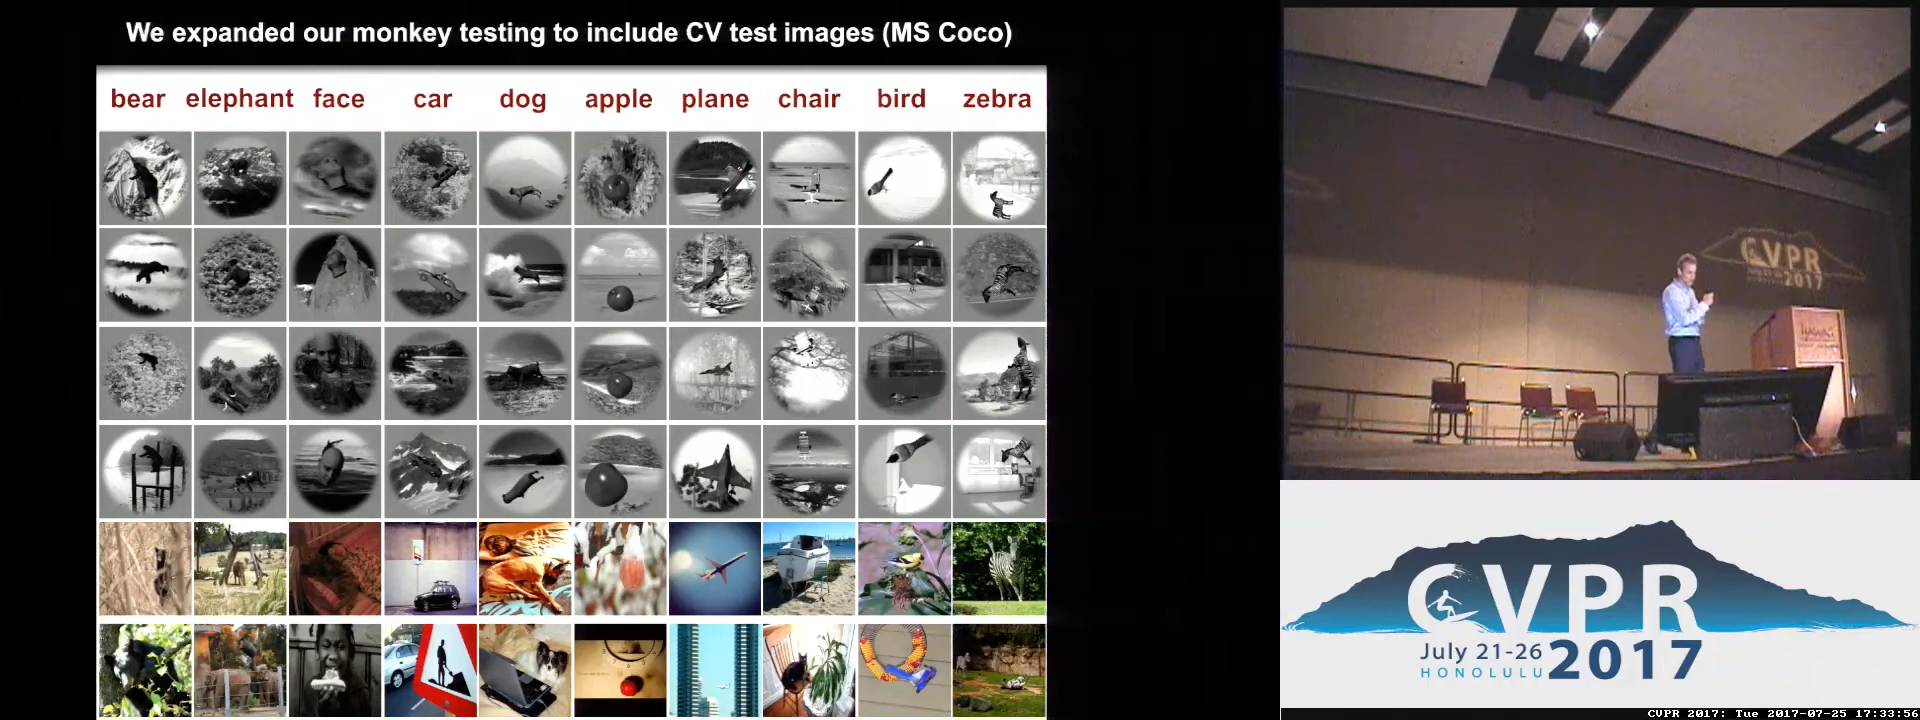 We expanded our monkey testing to include CV test images (MS Coco)
bear elephant face car dog apple plane chair bird zebra
CVPR
2017
CVPR
July 21-26
HONOLULU
2017
CVPR 2017: Tue 2017-07-25 17:33:56